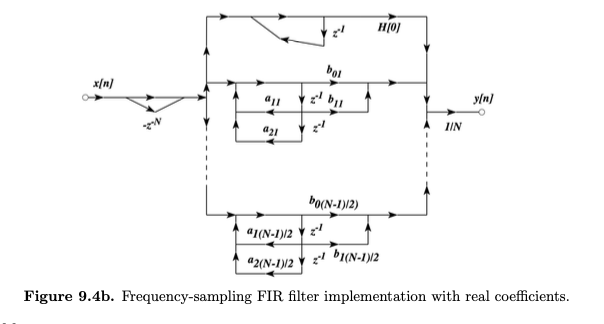 z⁻¹ H[0]
x[n] b₀₁ y[n]
a₁₁ z⁻¹ b₁₁
-z⁻ᴺ a₂₁ z⁻¹ 1/N
b₀(N-1)/2)
a₁(N-1)/2 z⁻¹
a₂(N-1)/2 z⁻¹ b₁(N-1)/2
Figure 9.4b. Frequency-sampling FIR filter implementation with real coefficients.